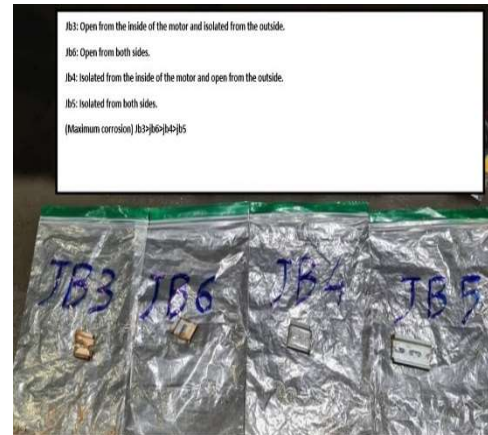 Jb3: Open from the inside of the motor and isolated from the outside.
Jb6: Open from both sides.
Jb4: Isolated from the inside of the motor and open from the outside.
Jb5: Isolated from both sides.
(Maximum corrosion) Jb3>jb6>jb4>jb5
JB3 JB6 JB4 JB5